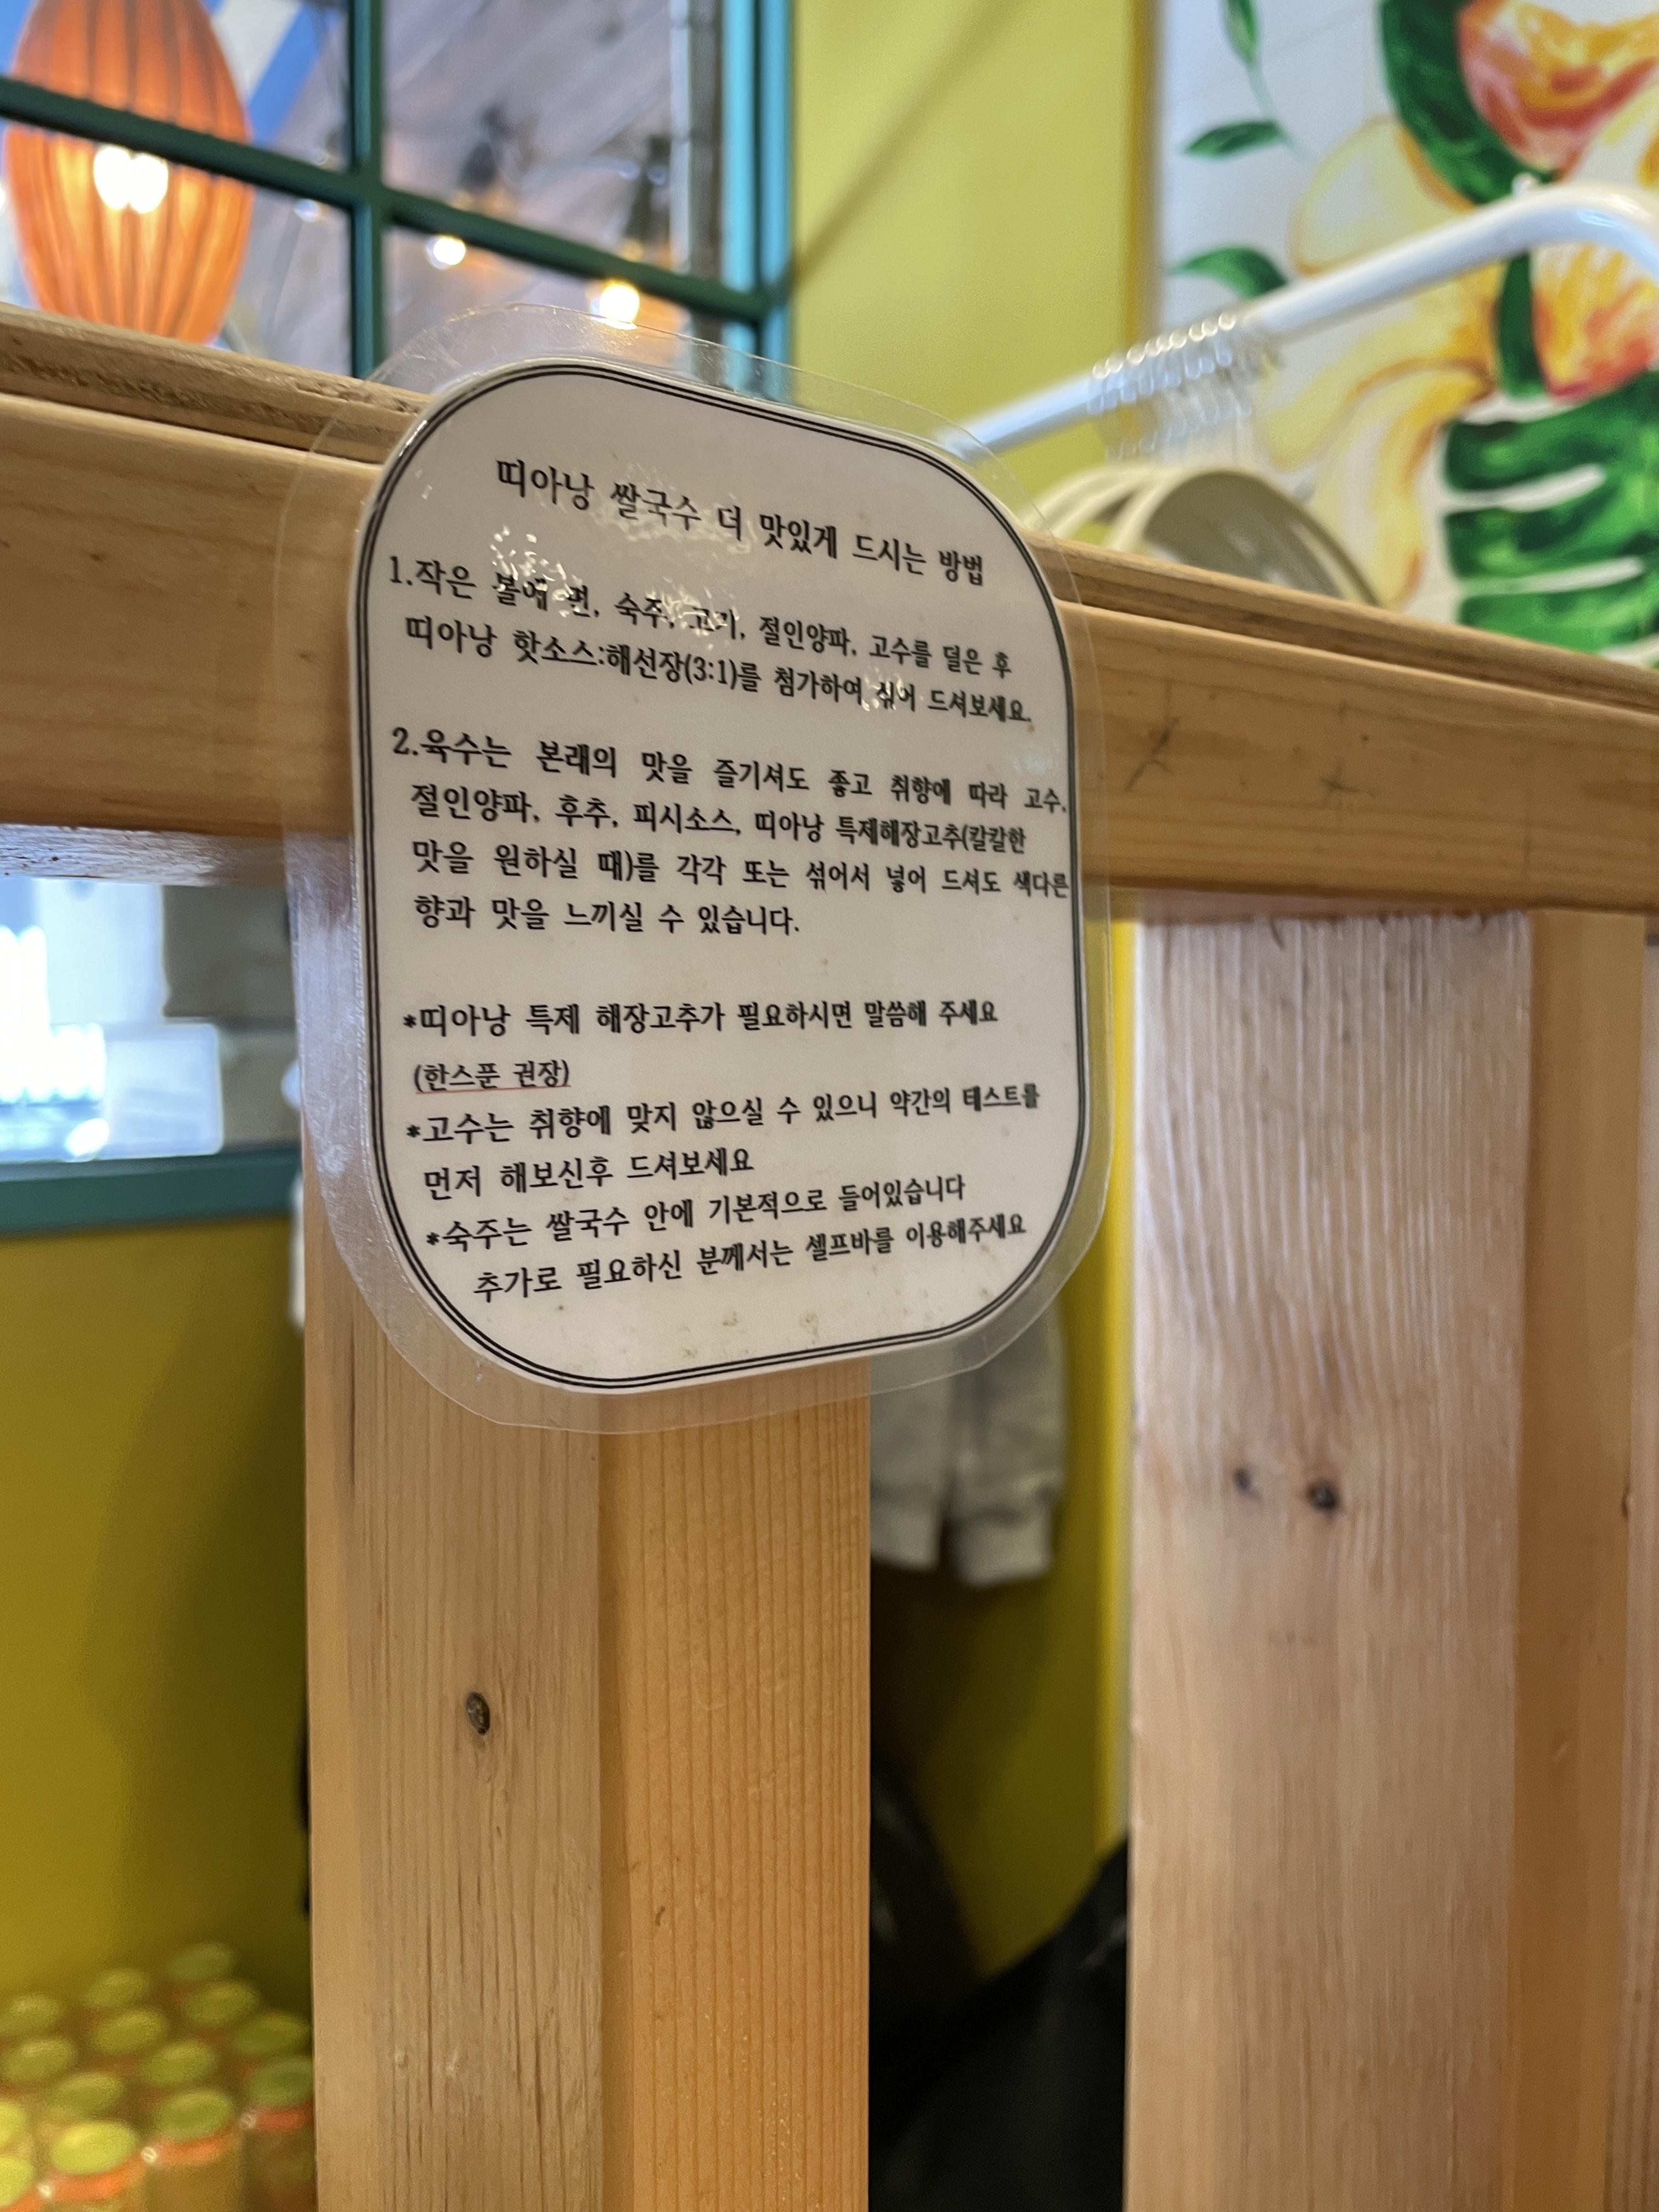 띠아낭 쌀국수 더 맛있게 드시는 방법
1.작은 볼에 면, 숙주, 고기, 절인양파, 고수를 덜은 후
띠아낭 핫소스:해선장(3:1)를 첨가하여 섞어 드셔보세요.
2.육수는 본래의 맛을 즐기셔도 좋고 취향에 따라 고수,
절인양파, 후추, 피시소스, 띠아낭 특제해장고추(칼칼한
맛을 원하실 때)를 각각 또는 섞어서 넣어 드셔도 색다른
향과 맛을 느끼실 수 있습니다.
*띠아낭 특제 해장고추가 필요하시면 말씀해 주세요
(한스푼 권장)
*고수는 취향에 맞지 않으실 수 있으니 약간의 테스트를
먼저 해보신후 드셔보세요
*숙주는 쌀국수 안에 기본적으로 들어있습니다
추가로 필요하신 분께서는 셀프바를 이용해주세요